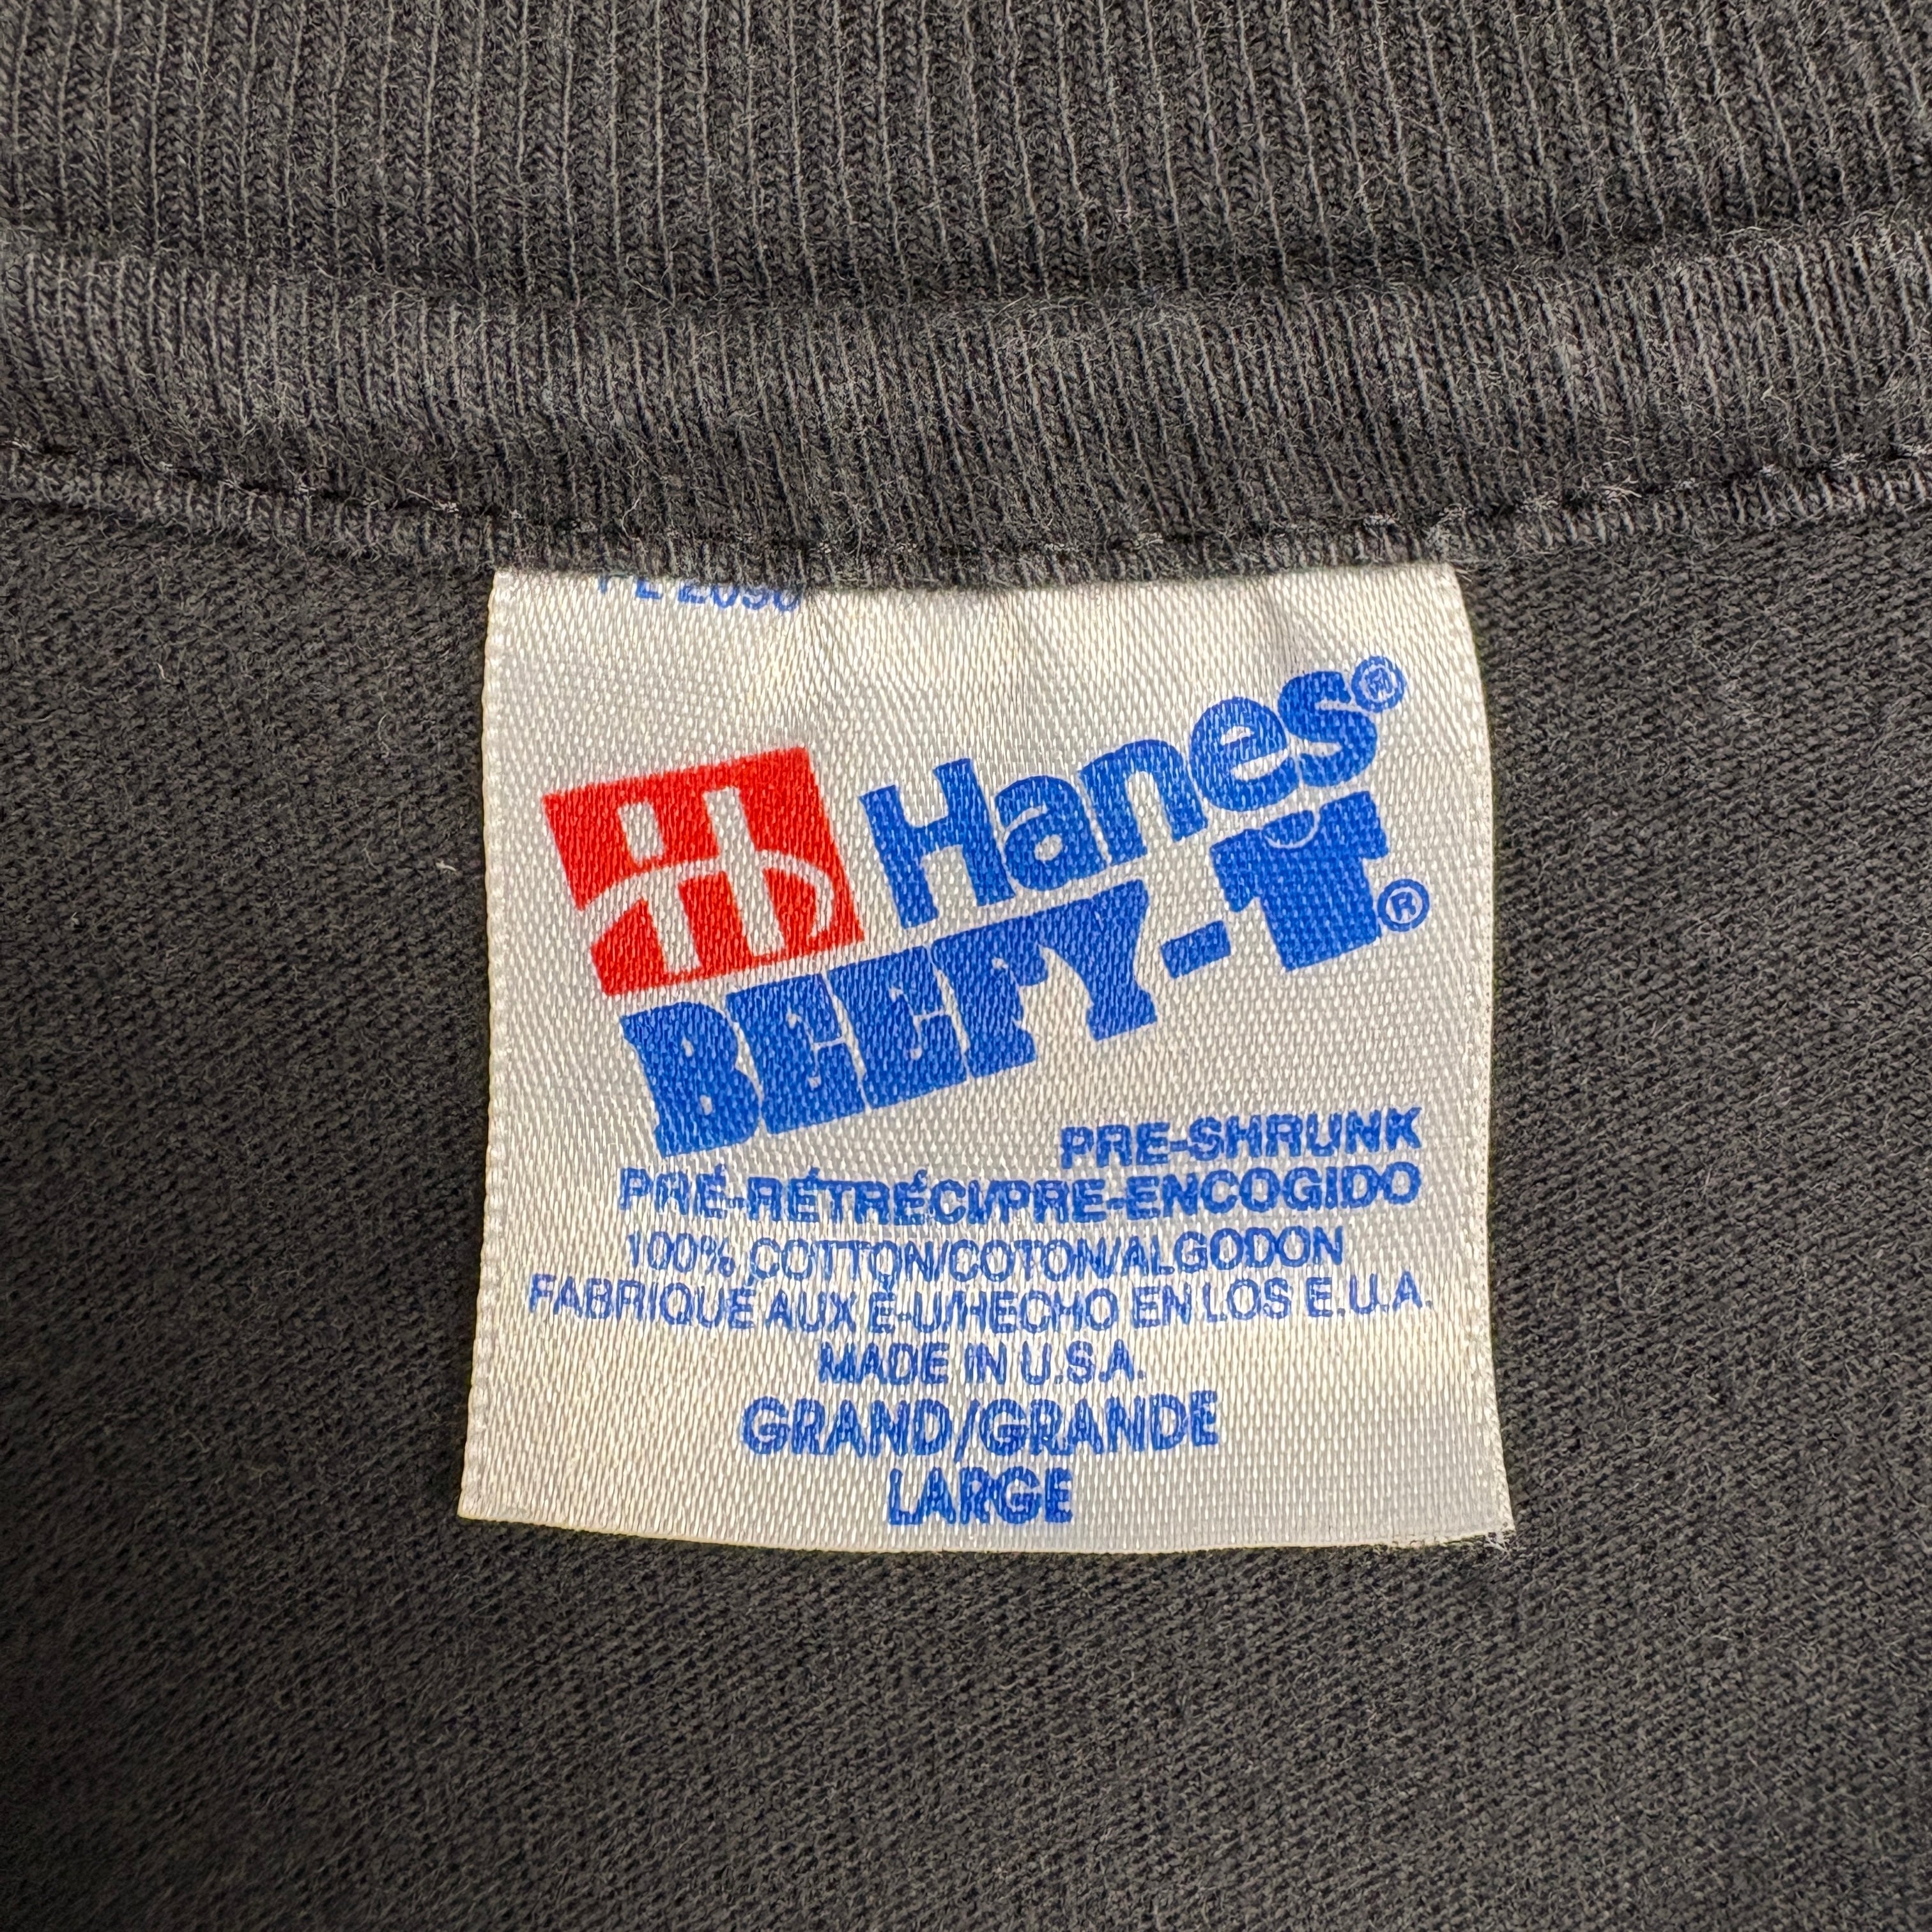 Hanes®
BEEFY-T®
PRE-SHRUNK
PRÉ-RÉTRÉCI/PRE-ENCOGIDO
100% COTTON/COTON/ALGODON
FABRIQUÉ AUX É-U/HECHO EN LOS E.U.A.
MADE IN U.S.A.
GRAND/GRANDE
LARGE